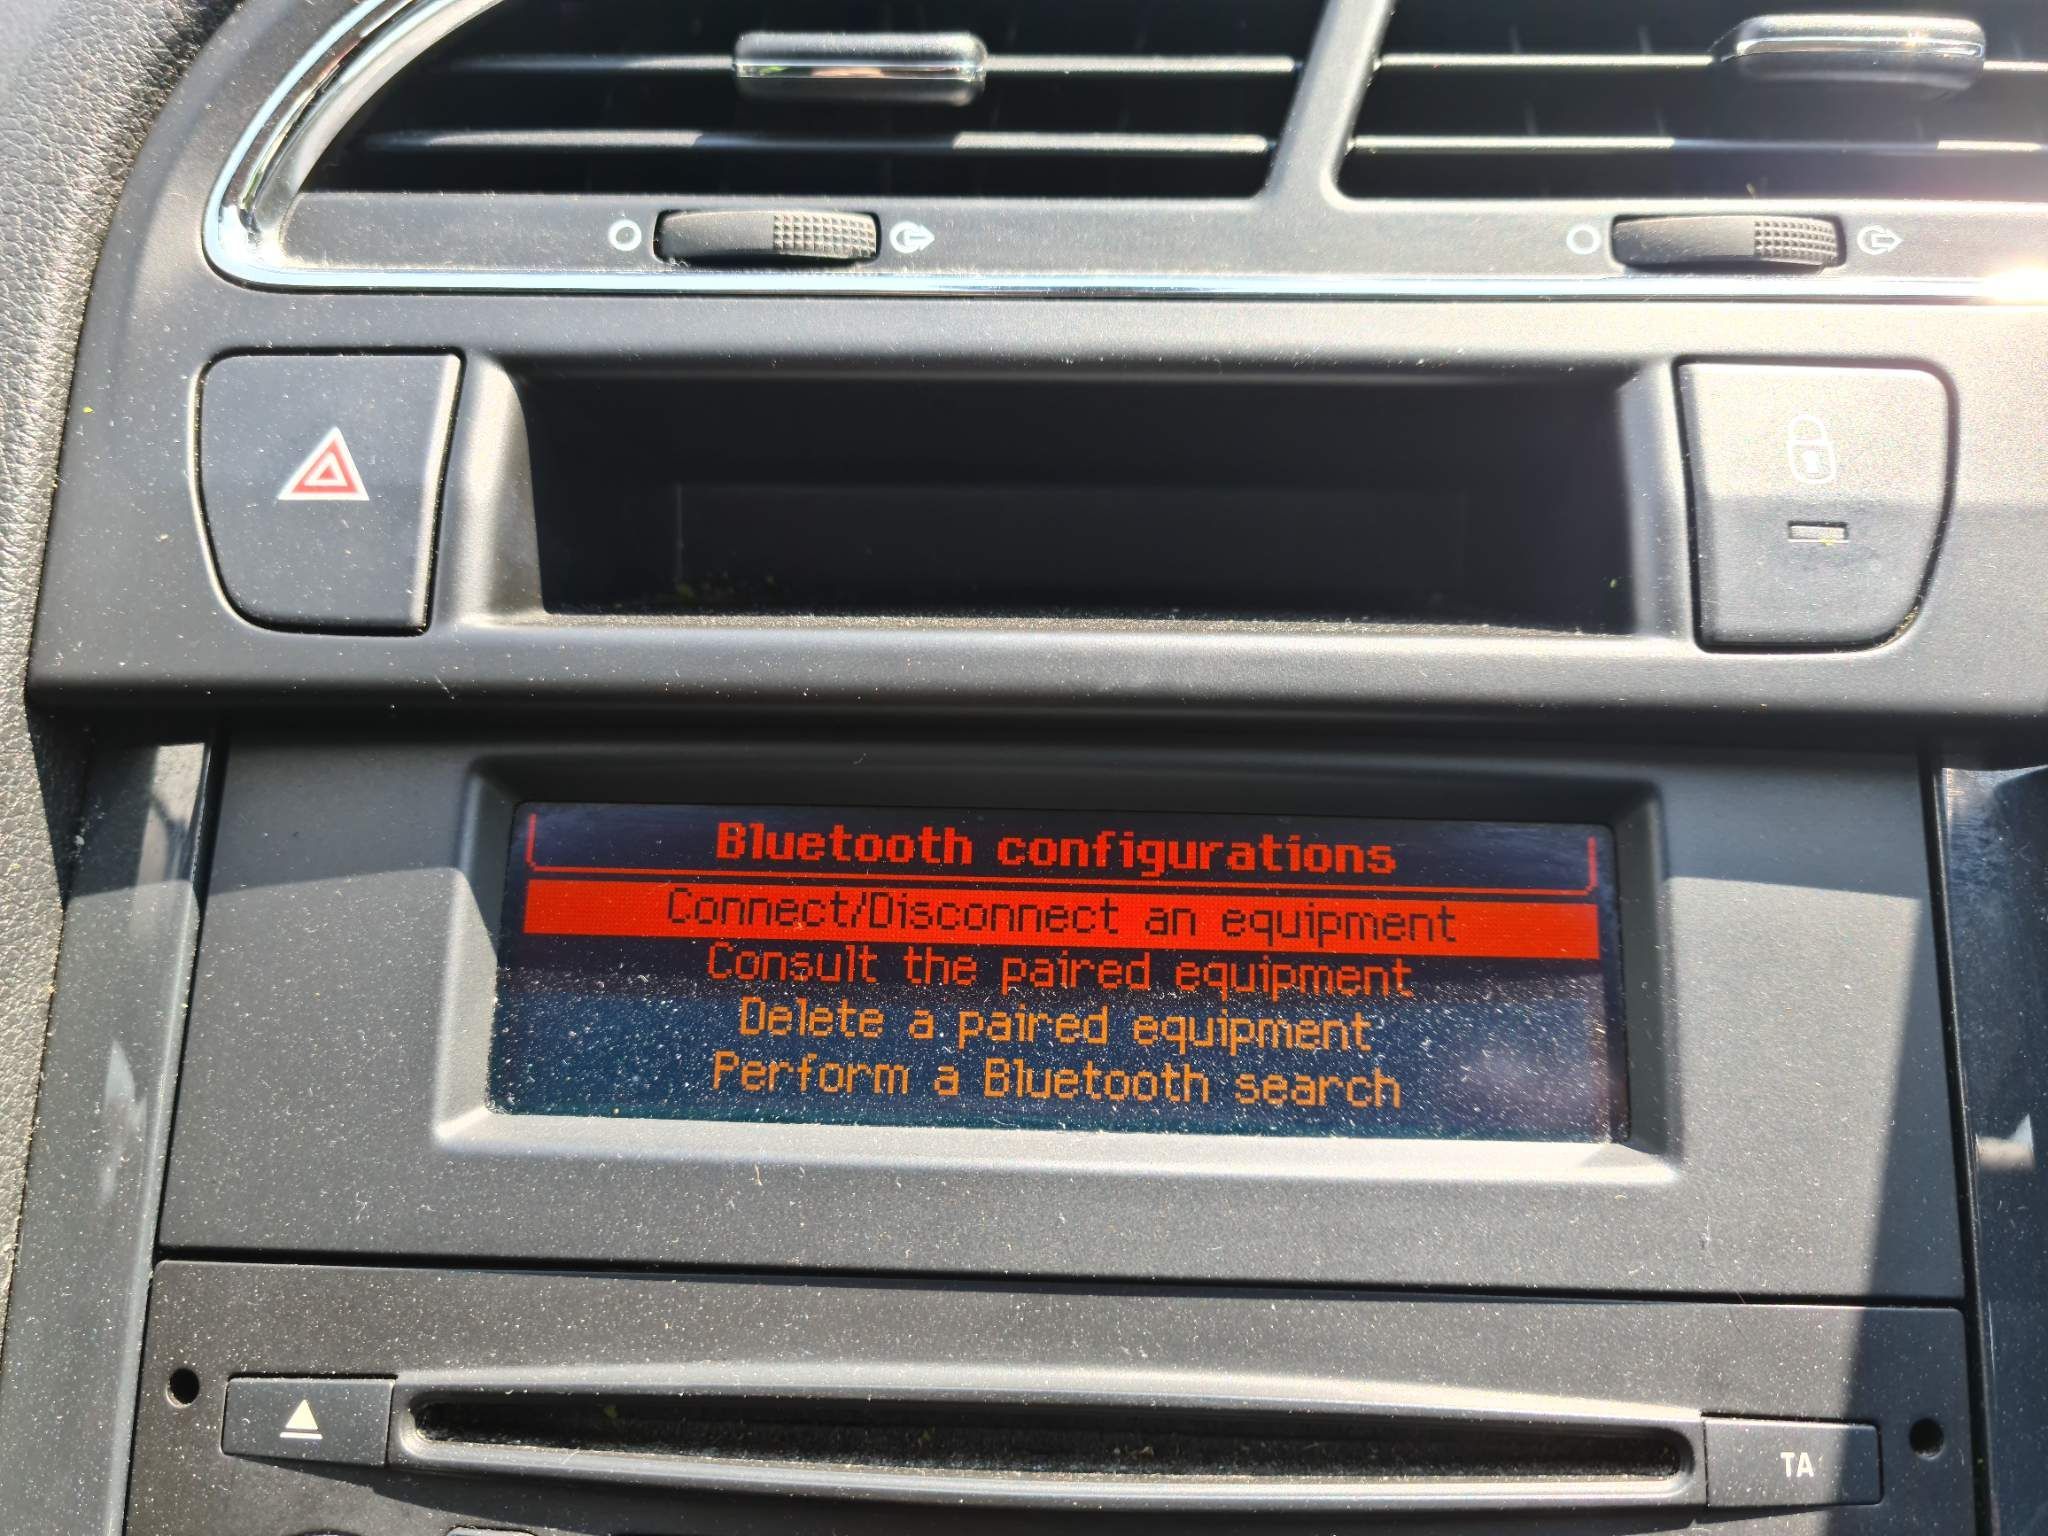 Bluetooth configurations
Connect/Disconnect an equipment
Consult the paired equipment
Delete a paired equipment
Perform a Bluetooth search
TA